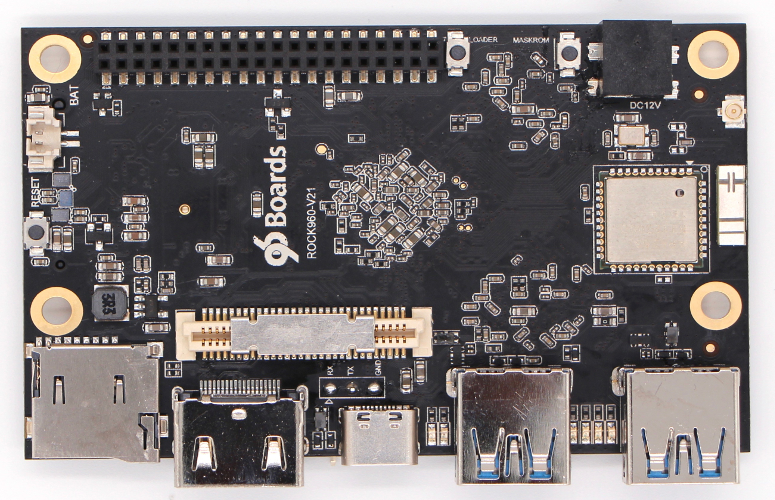 LOADER
MASKROM
DC12V
BAT
RESET
96Boards
ROCK960-V21
3R3
RX
TX
GND